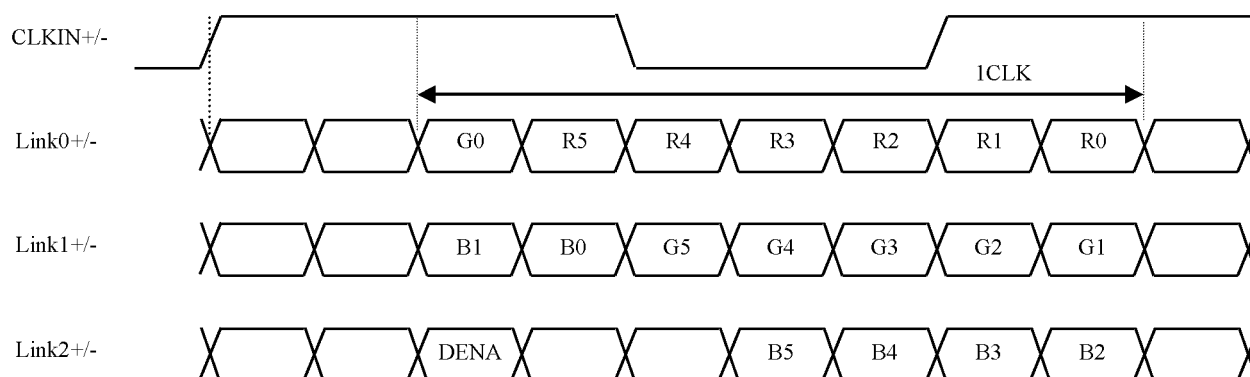 CLKIN+/-
1CLK
Link0+/- G0 R5 R4 R3 R2 R1 R0
Link1+/- B1 B0 G5 G4 G3 G2 G1
Link2+/- DENA B5 B4 B3 B2